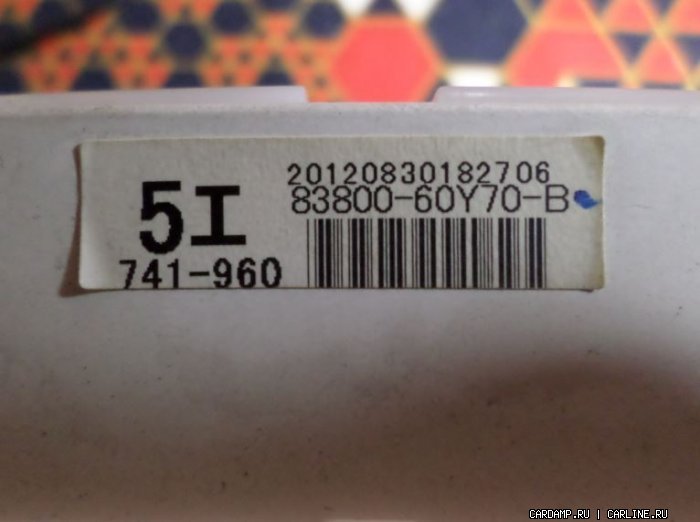 5I
741-960
20120830182706
83800-60Y70-B
CARDAMP.RU | CARLINE.RU